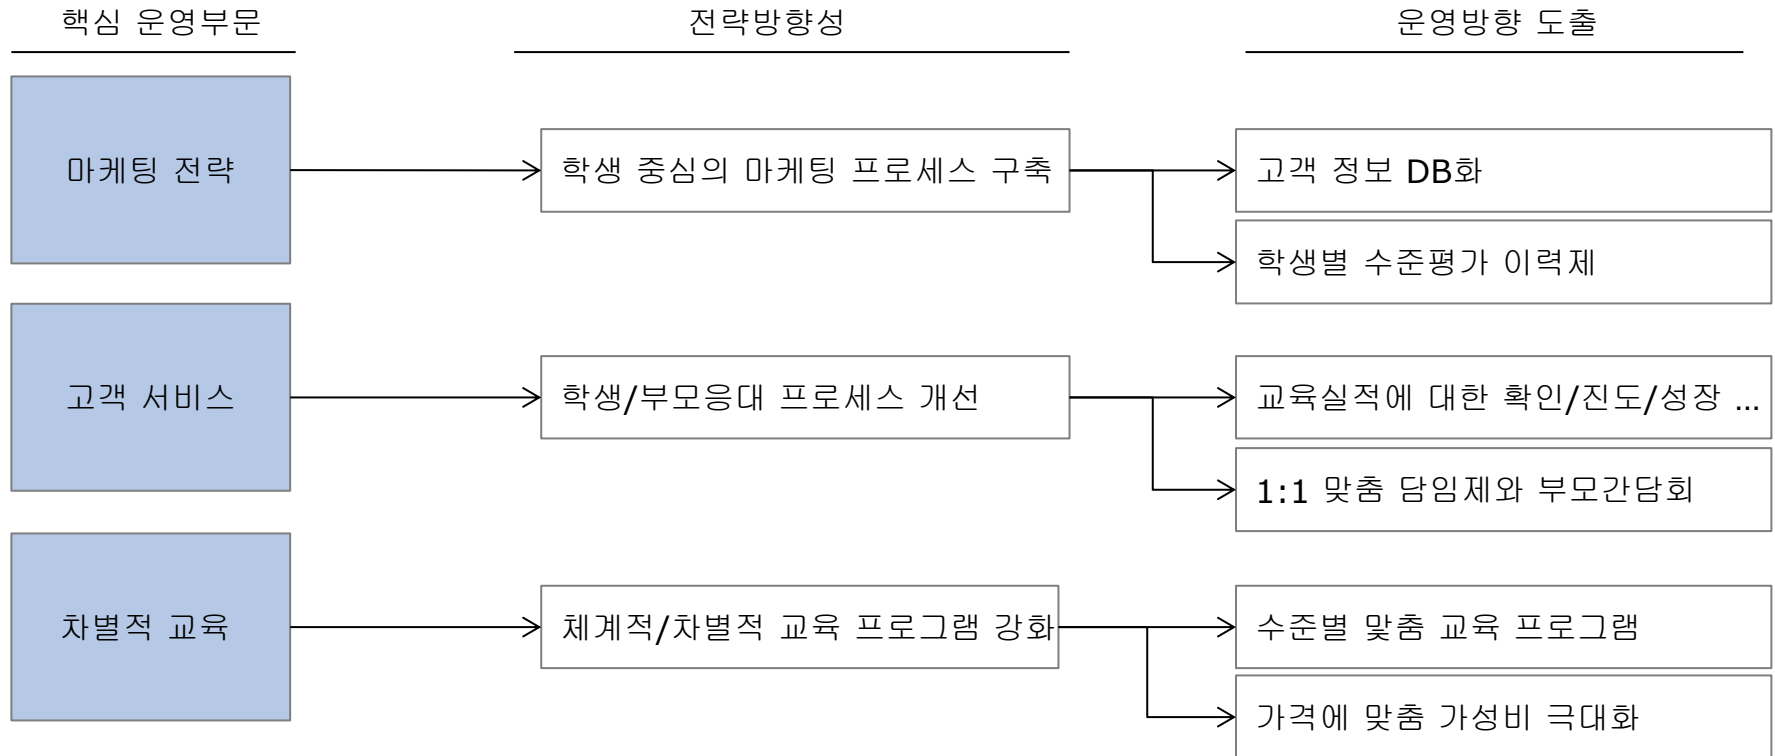 핵심 운영부문
전략방향성
운영방향 도출
마케팅 전략
학생 중심의 마케팅 프로세스 구축
고객 정보 DB화
학생별 수준평가 이력제
고객 서비스
학생/부모응대 프로세스 개선
교육실적에 대한 확인/진도/성장 ...
1:1 맞춤 담임제와 부모간담회
차별적 교육
체계적/차별적 교육 프로그램 강화
수준별 맟춤 교육 프로그램
가격에 맞춤 가성비 극대화